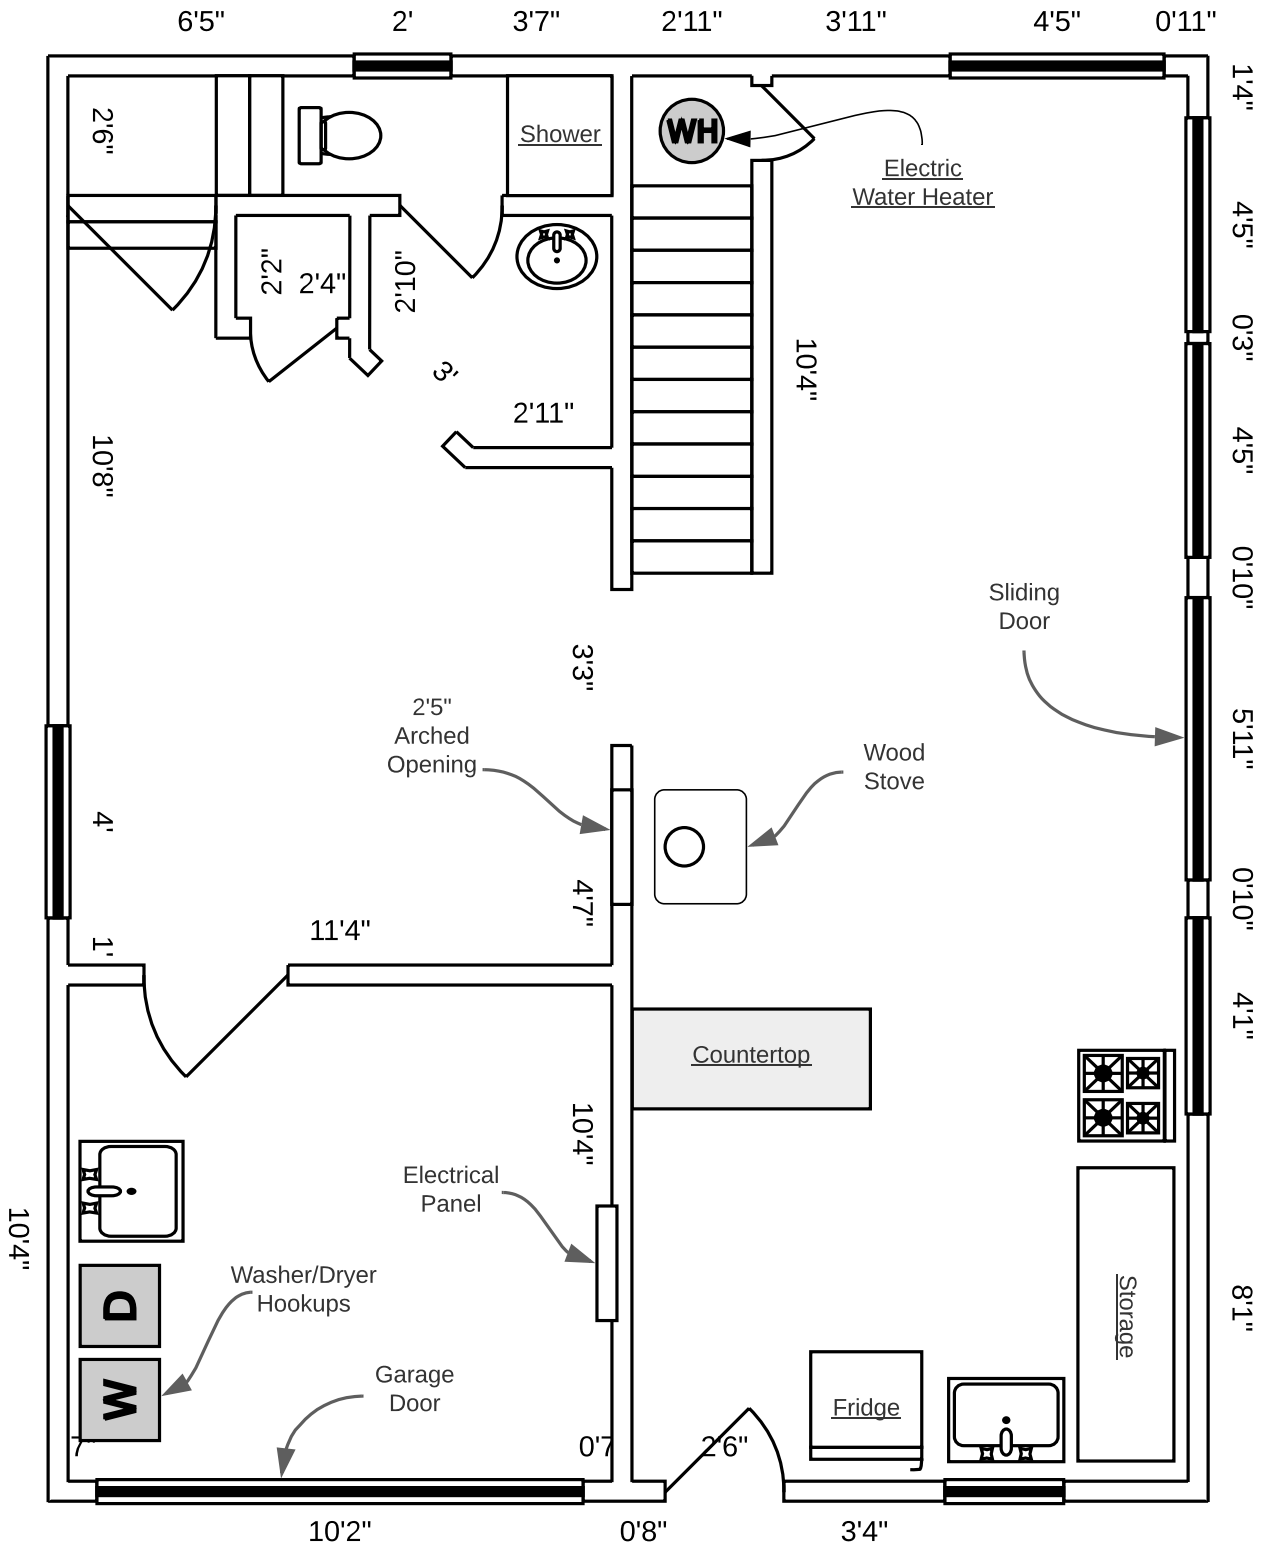 6'5"
2'
3'7"
2'11"
3'11"
4'5"
0'11"
1'4"
2'6"
Shower
WH
Electric
Water Heater
4'5"
2'2"
2'4"
2'10"
0'3"
10'4"
3'
2'11"
10'8"
4'5"
0'10"
Sliding
Door
3'3"
2'5"
Arched
Opening
Wood
Stove
5'11"
4'
4'7"
0'10"
11'4"
1'
4'1"
Countertop
10'4"
Electrical
Panel
10'4"
Washer/Dryer
Hookups
D
W
Storage
8'1"
Garage
Door
Fridge
0'7
2'6"
10'2"
0'8"
3'4"